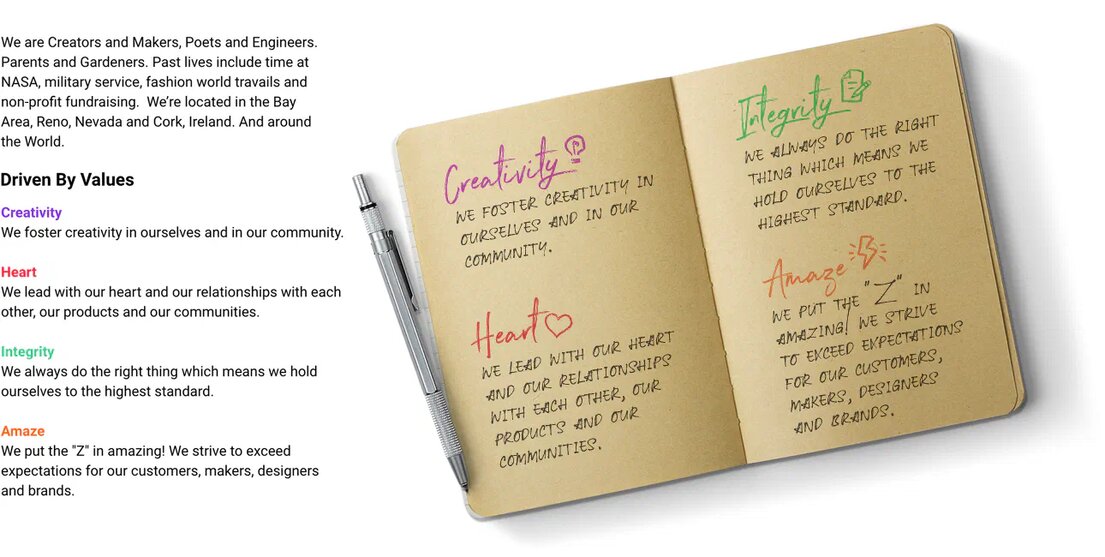 We are Creators and Makers, Poets and Engineers.
Parents and Gardeners. Past lives include time at
NASA, military service, fashion world travails and
non-profit fundraising.  We're located in the Bay
Area, Reno, Nevada and Cork, Ireland. And around
the World.
Driven By Values
Creativity
We foster creativity in ourselves and in our community.
Heart
We lead with our heart and our relationships with each
other, our products and our communities.
Integrity
We always do the right thing which means we hold
ourselves to the highest standard.
Amaze
We put the "Z" in amazing! We strive to exceed
expectations for our customers, makers, designers
and brands.
Creativity
WE FOSTER CREATIVITY IN
OURSELVES AND IN OUR
COMMUNITY.
Heart
WE LEAD WITH OUR HEART
AND OUR RELATIONSHIPS
WITH EACH OTHER, OUR
PRODUCTS AND OUR
COMMUNITIES.
Integrity
WE ALWAYS DO THE RIGHT
THING WHICH MEANS WE
HOLD OURSELVES TO THE
HIGHEST STANDARD.
Amaze
WE PUT THE "Z" IN
AMAZING! WE STRIVE
TO EXCEED EXPECTATIONS
FOR OUR CUSTOMERS,
MAKERS, DESIGNERS
AND BRANDS.